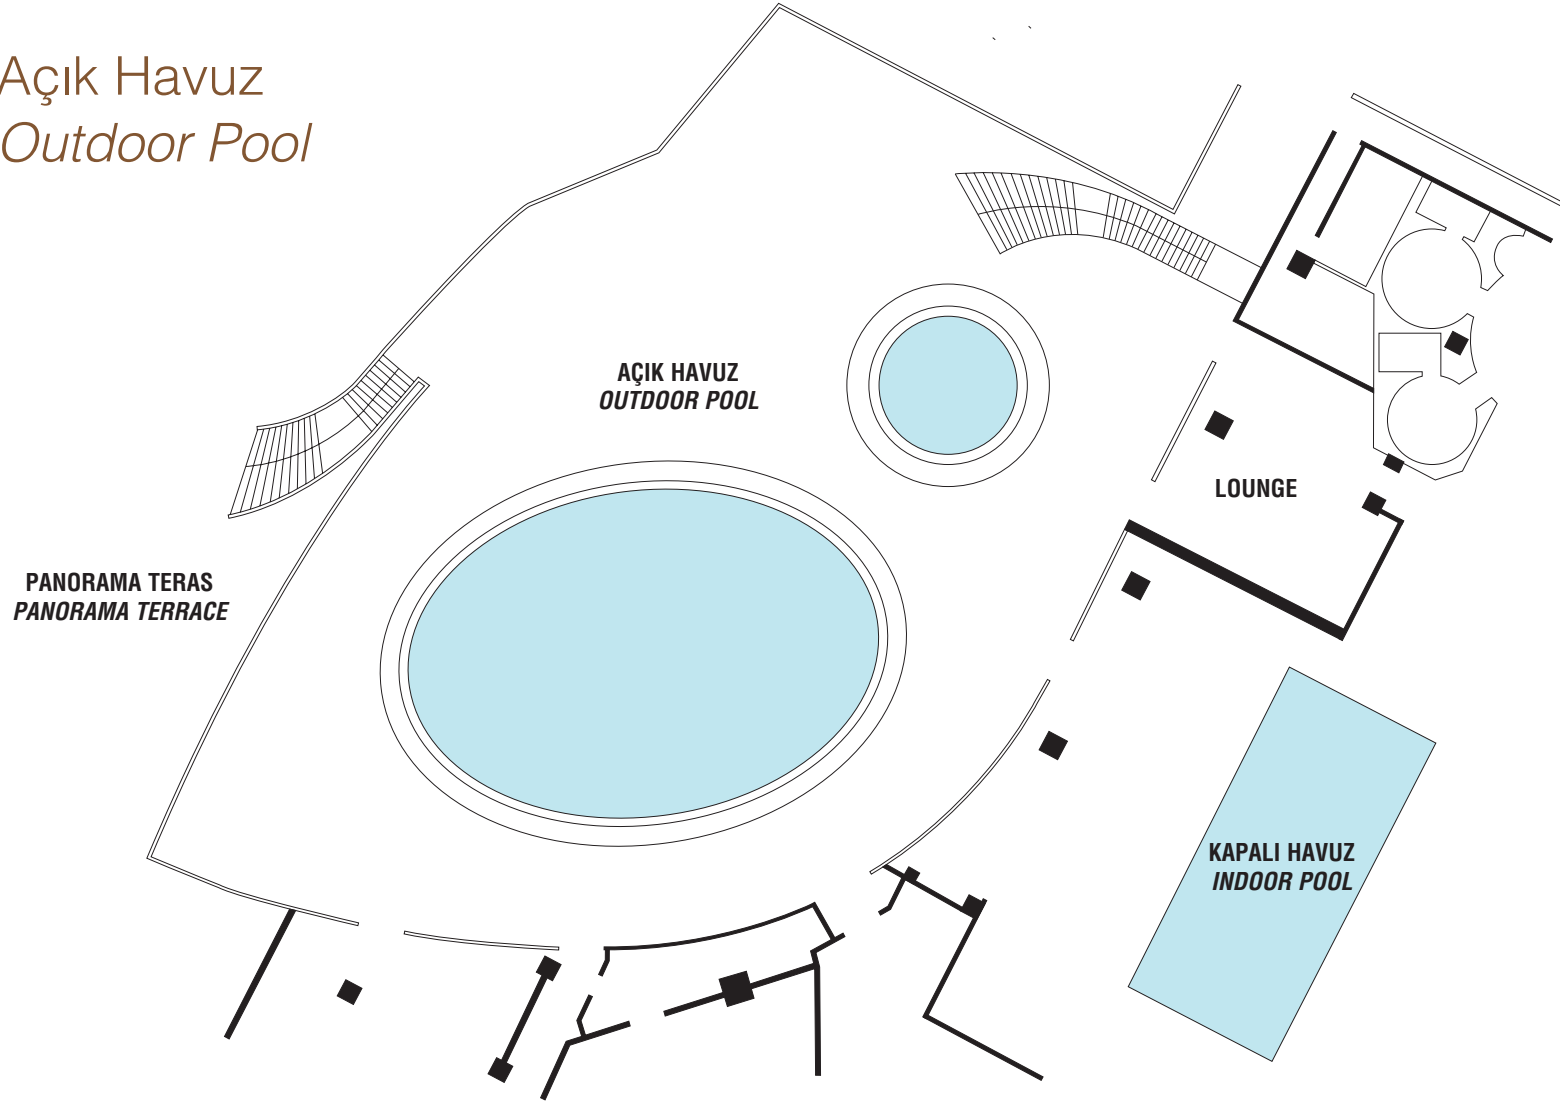 Açık Havuz
Outdoor Pool
AÇIK HAVUZ
OUTDOOR POOL
LOUNGE
PANORAMA TERAS
PANORAMA TERRACE
KAPALI HAVUZ
INDOOR POOL